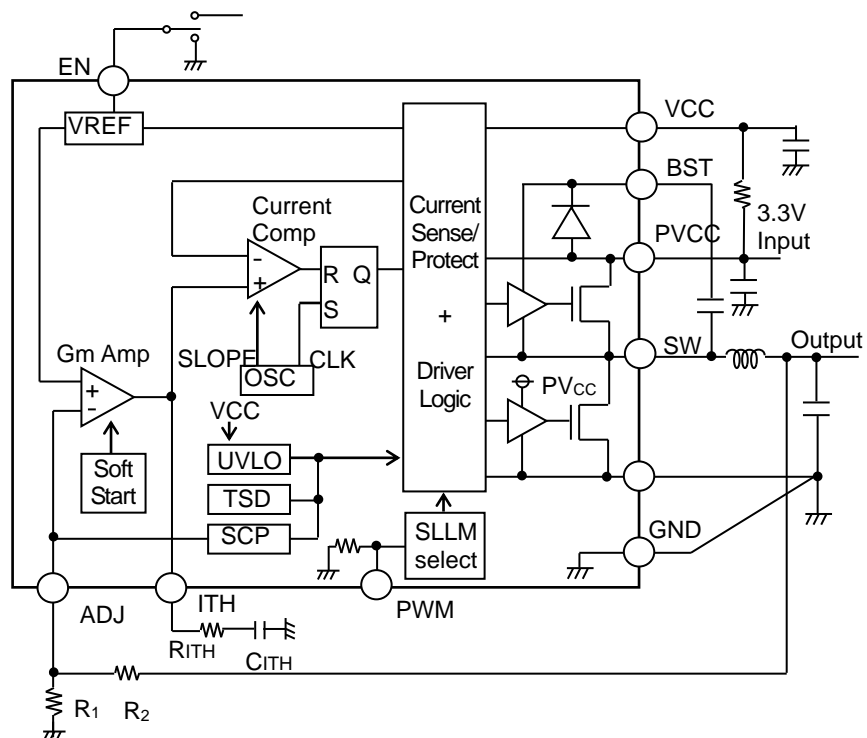 EN
VCC
VREF
BST
Current
Comp
Current
Sense/
Protect
+
Driver
Logic
3.3V
Input
PVCC
-
+
R Q
S
Gm Amp
SLOPE
CLK
OSC
SW
Output
+
-
VCC
PVCC
Soft
Start
UVLO
TSD
SCP
SLLM
select
GND
ADJ
ITH
PWM
RITH
CITH
R1
R2